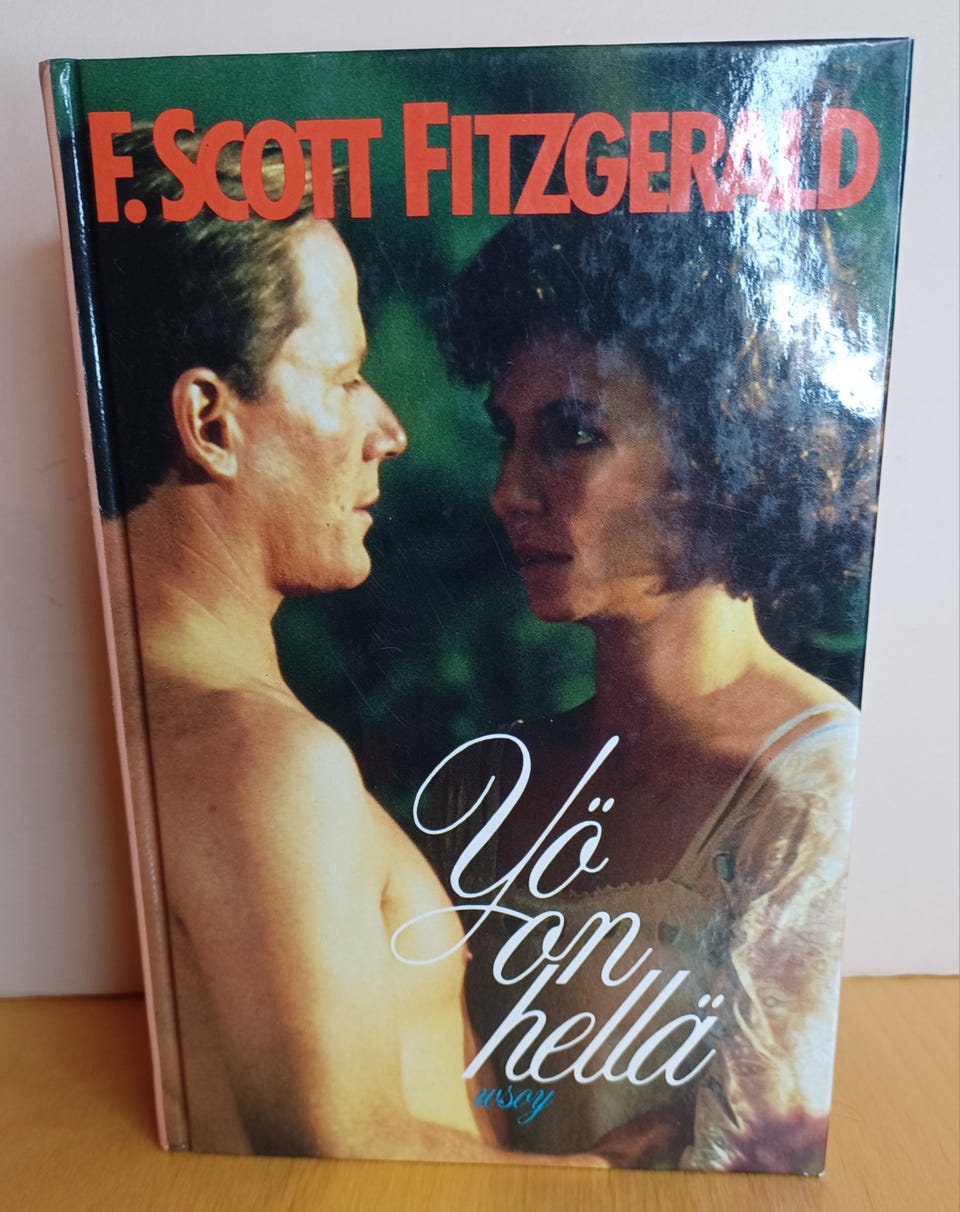 F. SCOTT FITZGERALD
Yö
on
hellä
wsoy